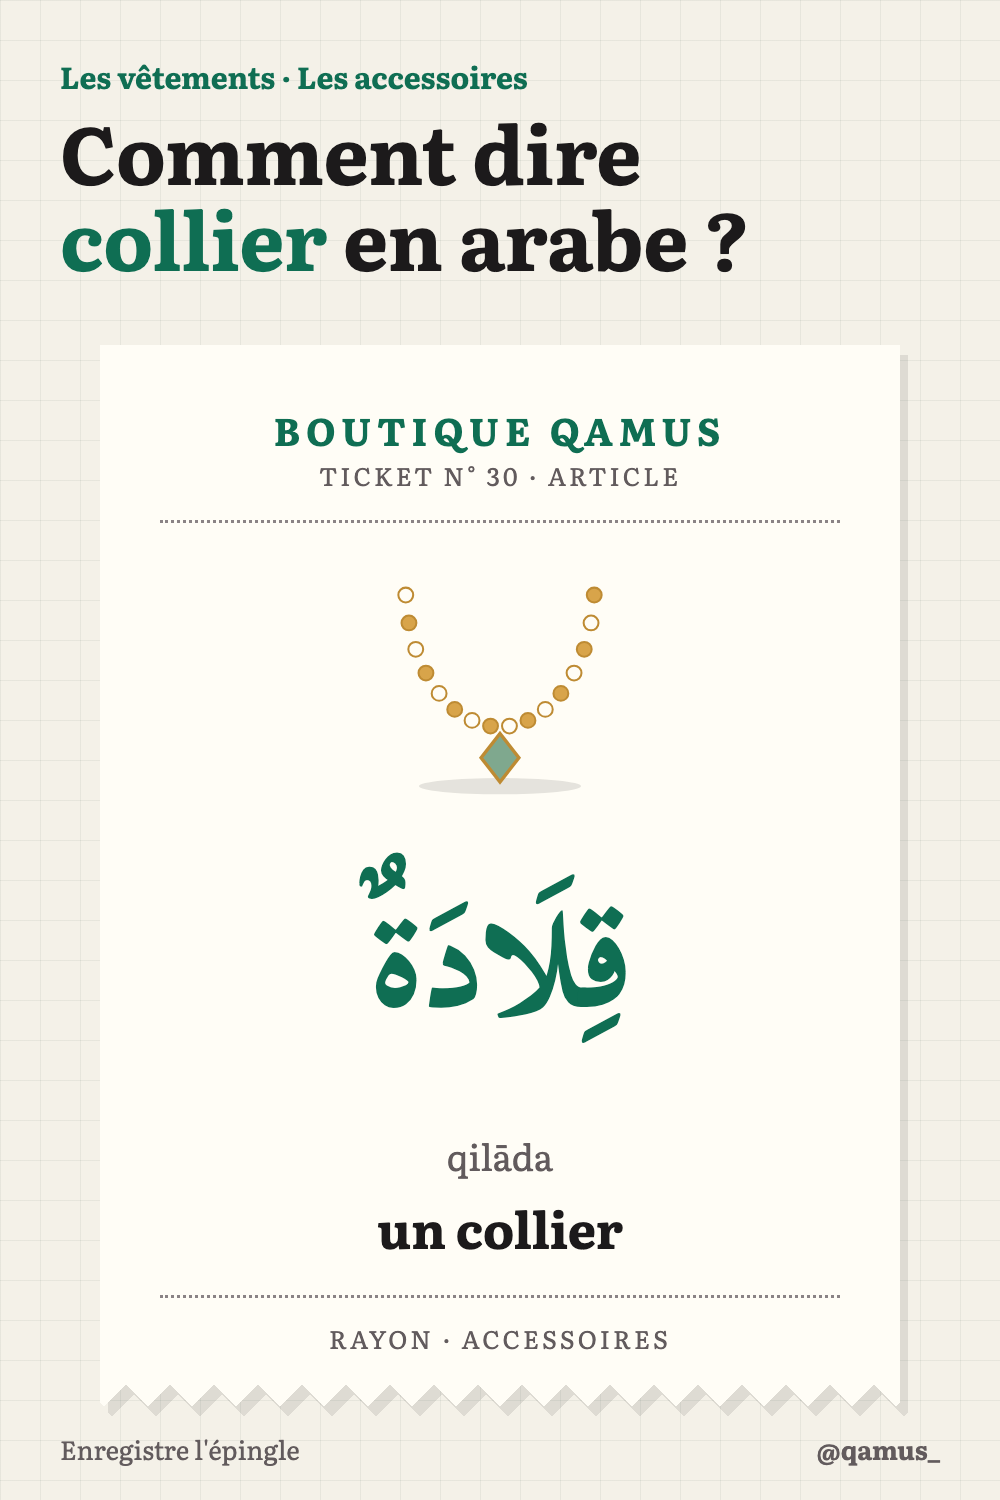 Les vêtements · Les accessoires
Comment dire
collier en arabe ?
BOUTIQUE QAMUS
TICKET N° 30 · ARTICLE
قِلَادَةٌ
qilāda
un collier
RAYON · ACCESSOIRES
Enregistre l'épingle
@qamus_